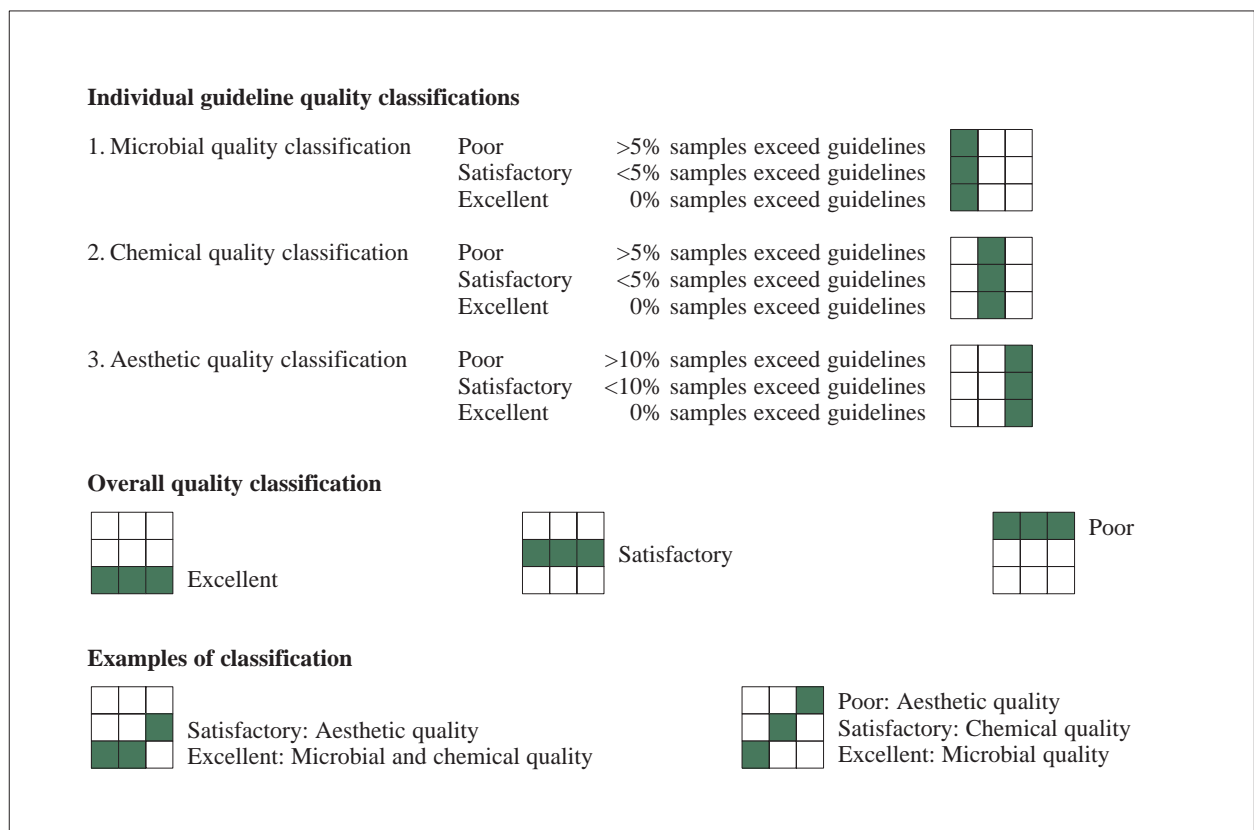 Individual guideline quality classifications
1. Microbial quality classification Poor >5% samples exceed guidelines
Satisfactory <5% samples exceed guidelines
Excellent 0% samples exceed guidelines
2. Chemical quality classification Poor >5% samples exceed guidelines
Satisfactory <5% samples exceed guidelines
Excellent 0% samples exceed guidelines
3. Aesthetic quality classification Poor >10% samples exceed guidelines
Satisfactory <10% samples exceed guidelines
Excellent 0% samples exceed guidelines
Overall quality classification
Excellent
Satisfactory
Poor
Examples of classification
Satisfactory: Aesthetic quality
Excellent: Microbial and chemical quality
Poor: Aesthetic quality
Satisfactory: Chemical quality
Excellent: Microbial quality